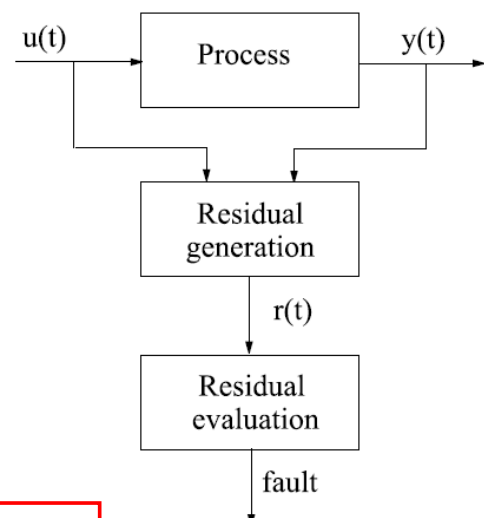 u(t)
Process
y(t)
Residual
generation
r(t)
Residual
evaluation
fault